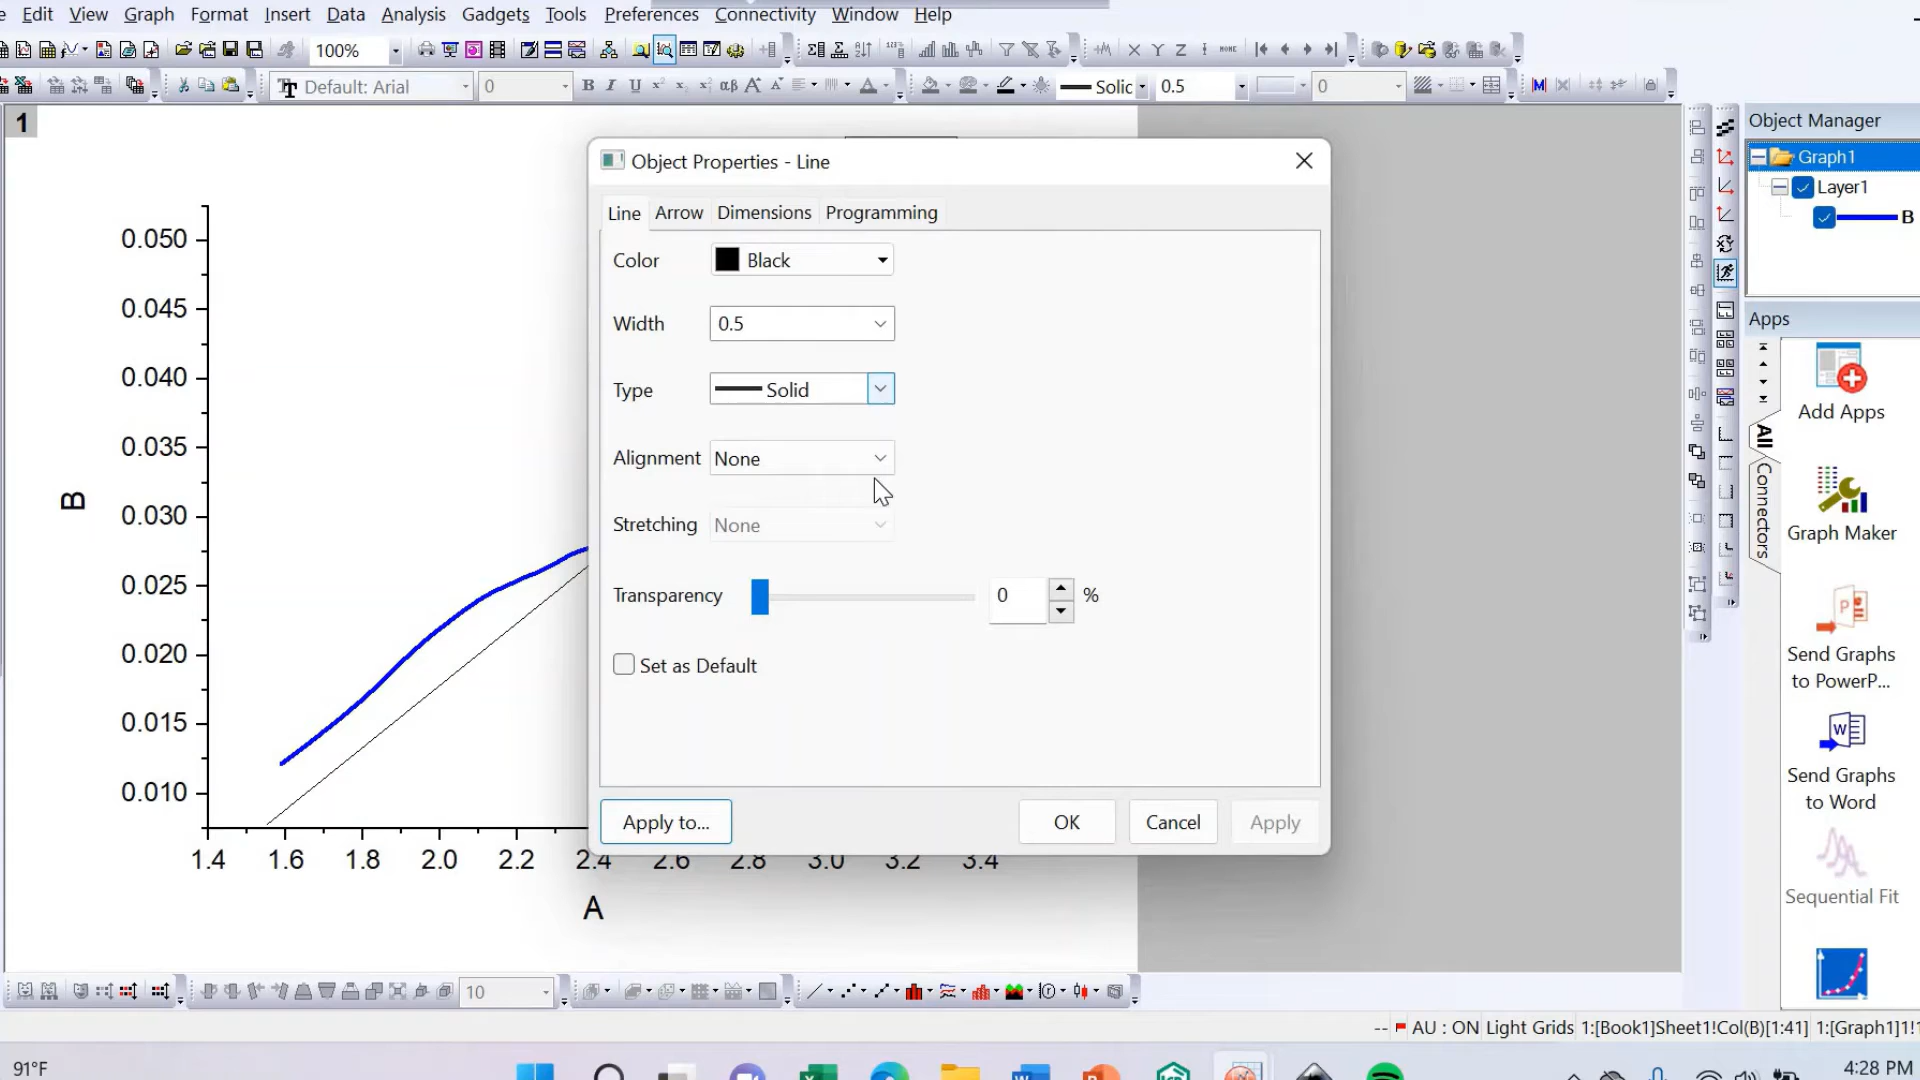 Edit View Graph Format Insert Data Analysis Gadgets Tools Preferences Connectivity Window Help
100%
Default: Arial 0 B I U αβ A A Solic 0.5 0
1
Object Properties - Line
Line Arrow Dimensions Programming
Color Black
Width 0.5
Type Solid
Alignment None
Stretching None
Transparency 0 %
Set as Default
Apply to... OK Cancel Apply
0.050
0.045
0.040
0.035
0.030
0.025
0.020
0.015
0.010
B
1.4 1.6 1.8 2.0 2.2 2.4 2.6 2.8 3.0 3.2 3.4
A
Object Manager
Graph1
Layer1
B
Apps
All
Connectors
Add Apps
Graph Maker
Send Graphs
to PowerP...
Send Graphs
to Word
Sequential Fit
10
-- AU : ON Light Grids 1:[Book1]Sheet1!Col(B)[1:41] 1:[Graph1]1!1
91°F
4:28 PM